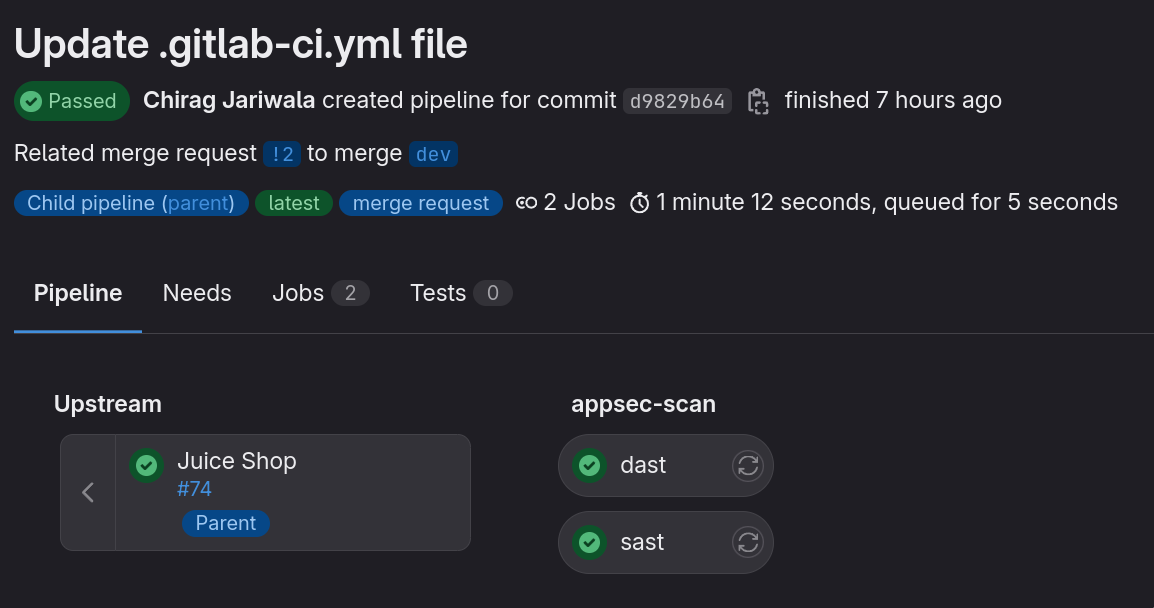 Update .gitlab-ci.yml file
Passed Chirag Jariwala created pipeline for commit d9829b64 finished 7 hours ago
Related merge request !2 to merge dev
Child pipeline (parent) latest merge request 2 Jobs 1 minute 12 seconds, queued for 5 seconds
Pipeline Needs Jobs 2 Tests 0
Upstream appsec-scan
Juice Shop
#74
Parent
dast
sast